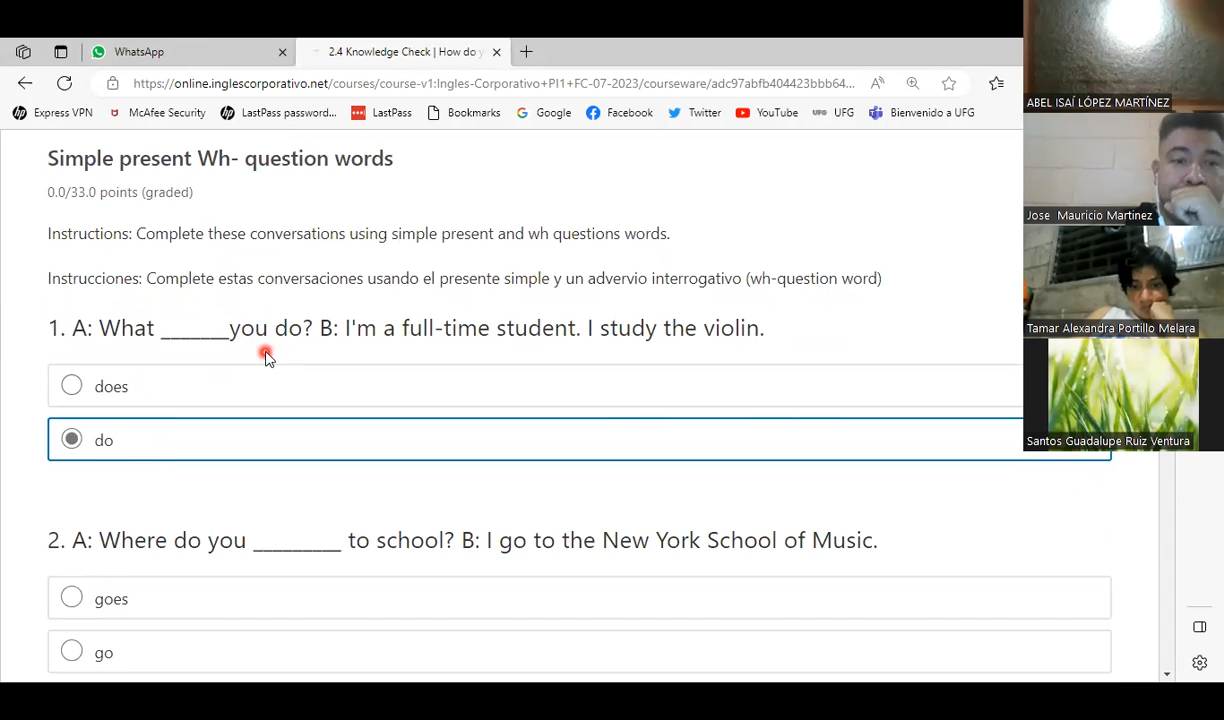 WhatsApp
2.4 Knowledge Check | How do y
https://online.inglescorporativo.net/courses/course-v1:Ingles-Corporativo+PI1+FC-07-2023/courseware/adc97abfb404423bbb64...
Express VPN McAfee Security LastPass password... LastPass Bookmarks Google Facebook Twitter YouTube UFG Bienvenido a UFG
Simple present Wh- question words
0.0/33.0 points (graded)
Instructions: Complete these conversations using simple present and wh questions words.
Instrucciones: Complete estas conversaciones usando el presente simple y un advervio interrogativo (wh-question word)
1. A: What _______you do? B: I'm a full-time student. I study the violin.
does
do
2. A: Where do you _________ to school? B: I go to the New York School of Music.
goes
go
ABEL ISAÍ LÓPEZ MARTÍNEZ
Jose Mauricio Martinez
Tamar Alexandra Portillo Melara
Santos Guadalupe Ruiz Ventura